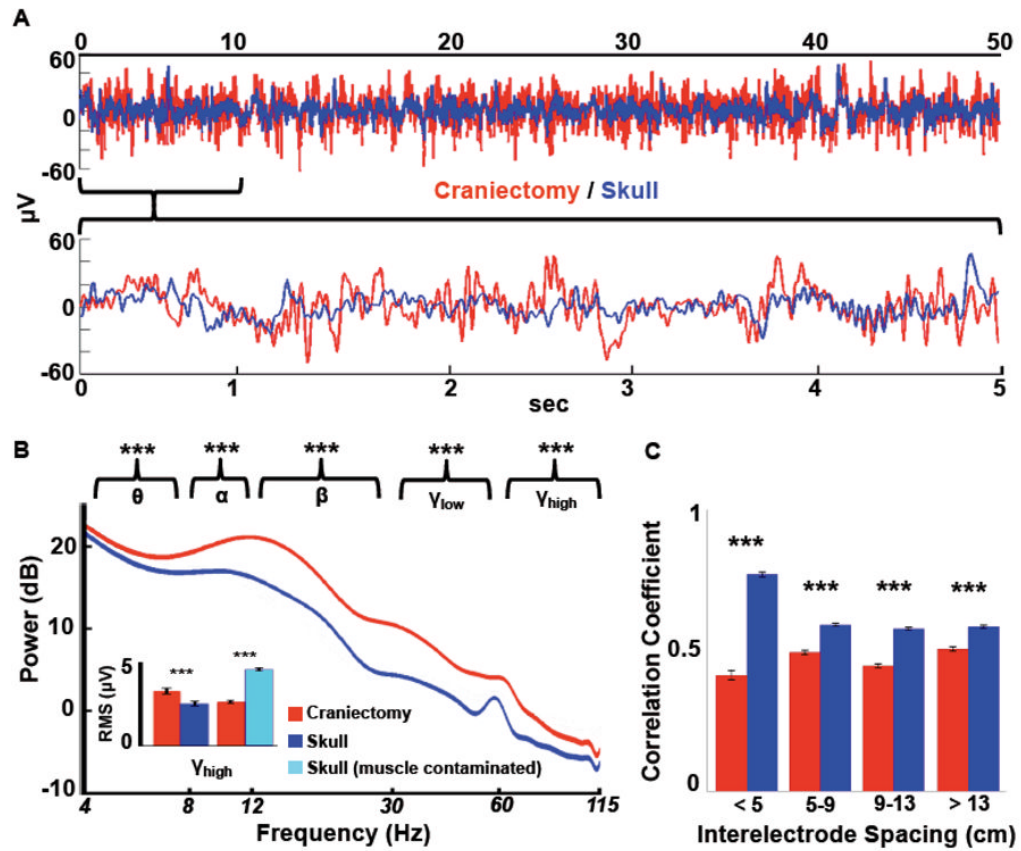 A
0 10 20 30 40 50
60
0
-60
Craniectomy / Skull
µV
60
0
-60
0 1 2 3 4 5
sec
B
*** *** *** *** ***
θ α β γlow γhigh
20
10
0
-10
Power (dB)
4 8 12 30 60 115
Frequency (Hz)
5
0
RMS (µV)
*** ***
γhigh
Craniectomy
Skull
Skull (muscle contaminated)
C
1
0.5
0
Correlation Coefficient
*** *** *** ***
< 5 5-9 9-13 > 13
Interelectrode Spacing (cm)